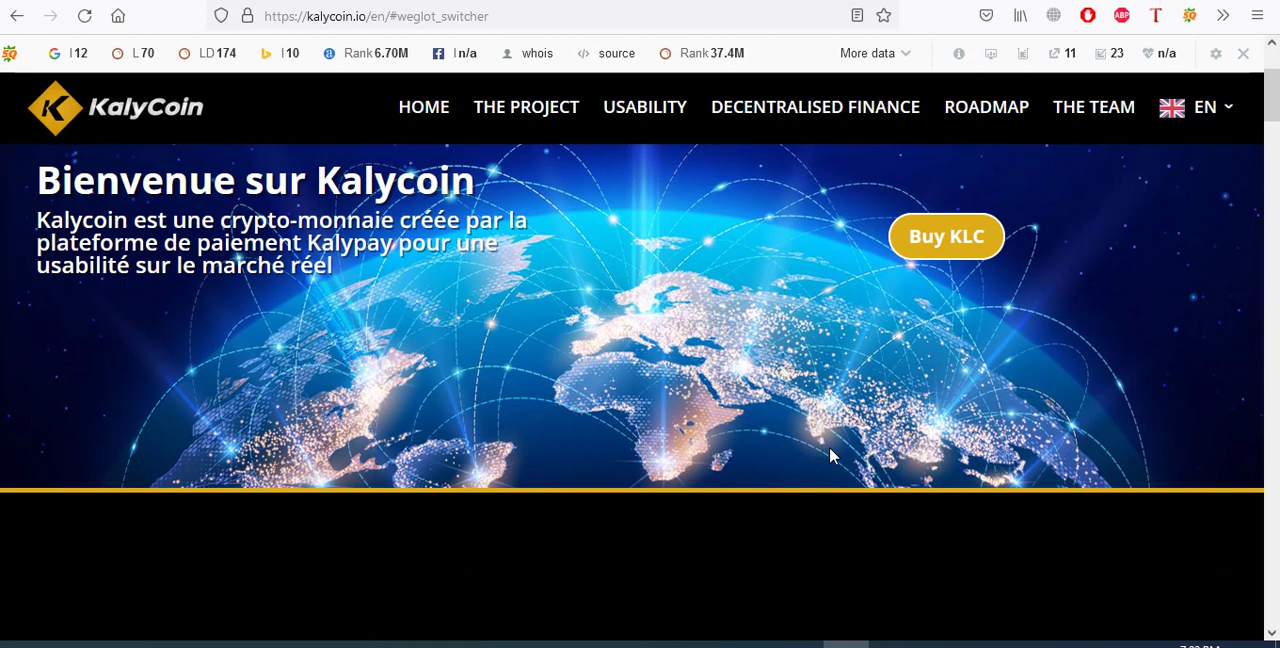 https://kalycoin.io/en/#weglot_switcher
ABP
T
SQ
SQ
I 12
L 70
LD 174
I 10
a
Rank 6.70M
I n/a
whois
source
Rank 37.4M
More data
11
23
n/a
K KalyCoin
HOME
THE PROJECT
USABILITY
DECENTRALISED FINANCE
ROADMAP
THE TEAM
EN
Bienvenue sur Kalycoin
Kalycoin est une crypto-monnaie créée par la
plateforme de paiement Kalypay pour une
usabilité sur le marché réel
Buy KLC